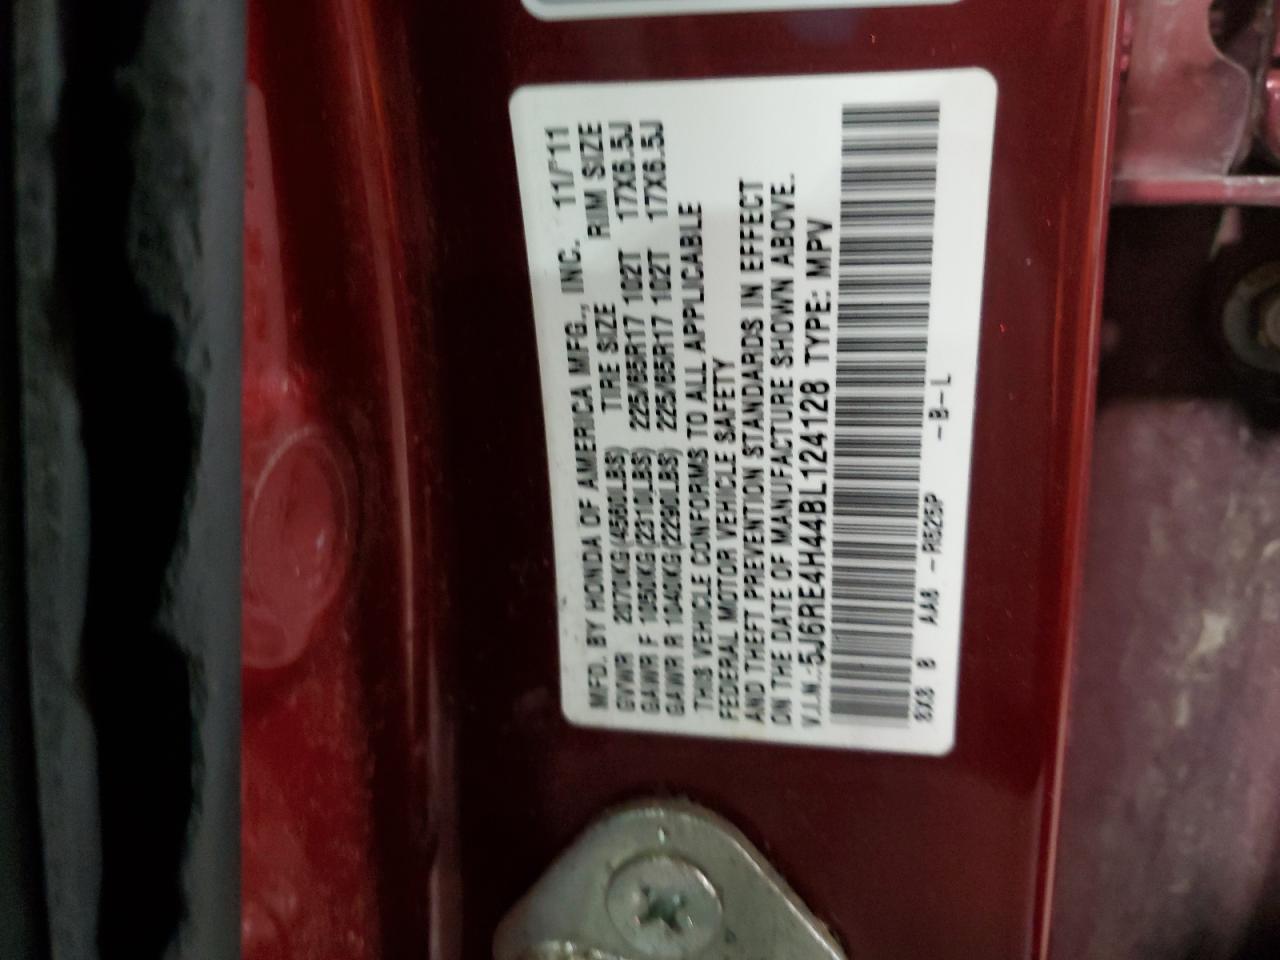 MFD. BY HONDA OF AMERICA MFG., INC. 11/11
GVWR 2070KG(4560LBS) TIRE SIZE RIM SIZE
GAWR F 1050KG(2310LBS) 225/65R17 102T 17X6.5J
GAWR R 1040KG(2290LBS) 225/65R17 102T 17X6.5J
THIS VEHICLE CONFORMS TO ALL APPLICABLE
FEDERAL MOTOR VEHICLE SAFETY
AND THEFT PREVENTION STANDARDS IN EFFECT
ON THE DATE OF MANUFACTURE SHOWN ABOVE.
V.I.N.:5J6RE4H44BL124128 TYPE: MPV
8X8 B AA8 -R525P -B-L